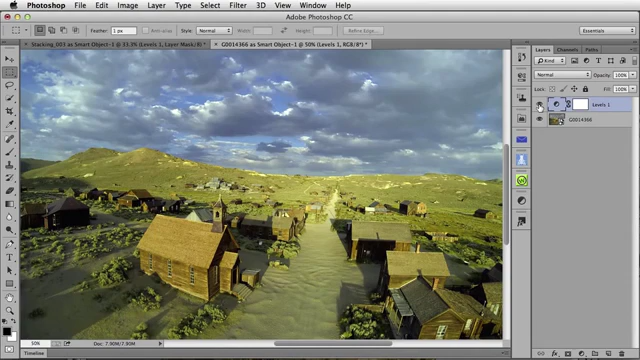 Photoshop File Edit Image Layer Type Select Filter 3D View Window Help
Adobe Photoshop CC
Feather: 1 px Anti-alias Style: Normal Width: Height: Refine Edge... Essentials
Stacking_003 as Smart Object-1 @ 33.3% (Levels 1, Layer Mask/8) * G0014366 as Smart Object-1 @ 50% (Levels 1, RGB/8*) *
Layers Channels Paths
Kind
Normal Opacity: 100%
Lock: Fill: 100%
Levels 1
G0014366
50% Doc: 7.90M/7.90M
Timeline